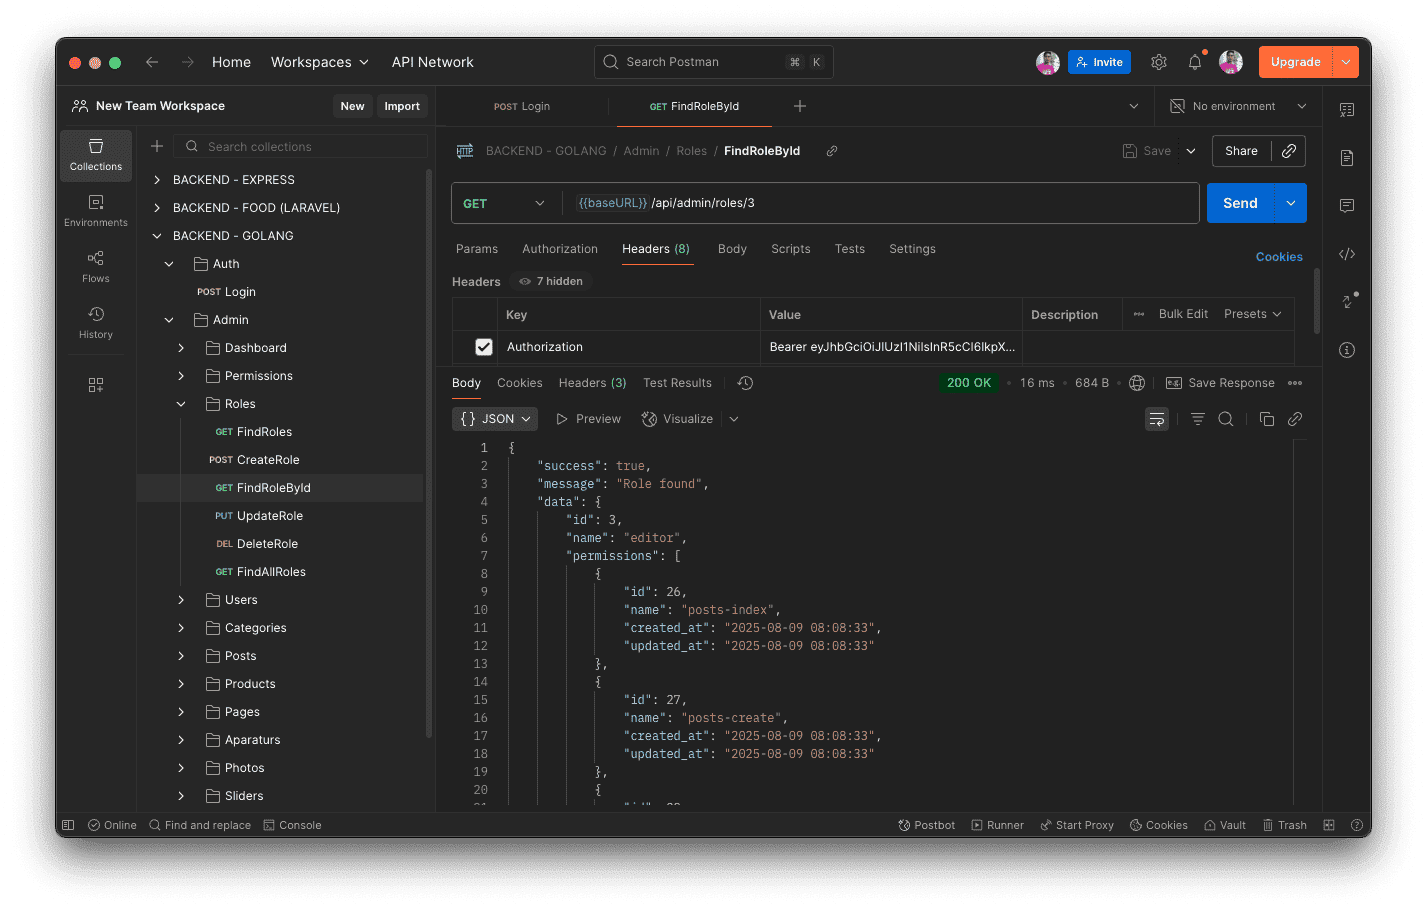 Home Workspaces API Network Search Postman ⌘ K Invite Upgrade
New Team Workspace New Import
POST Login GET FindRoleById No environment
Collections
Environments
Flows
History
Search collections
BACKEND - EXPRESS
BACKEND - FOOD (LARAVEL)
BACKEND - GOLANG
Auth
POST Login
Admin
Dashboard
Permissions
Roles
GET FindRoles
POST CreateRole
GET FindRoleById
PUT UpdateRole
DEL DeleteRole
GET FindAllRoles
Users
Categories
Posts
Products
Pages
Aparaturs
Photos
Sliders
HTTP BACKEND - GOLANG / Admin / Roles / FindRoleById Save Share
GET {{baseURL}} /api/admin/roles/3 Send
Params Authorization Headers (8) Body Scripts Tests Settings Cookies
Headers 7 hidden
Key Value Description Bulk Edit Presets
Authorization Bearer eyJhbGciOiJIUzI1NiIsInR5cCI6IkpX...
Body Cookies Headers (3) Test Results 200 OK 16 ms 684 B e.g. Save Response
{} JSON Preview Visualize
1 {
2 "success": true,
3 "message": "Role found",
4 "data": {
5 "id": 3,
6 "name": "editor",
7 "permissions": [
8 {
9 "id": 26,
10 "name": "posts-index",
11 "created_at": "2025-08-09 08:08:33",
12 "updated_at": "2025-08-09 08:08:33"
13 },
14 {
15 "id": 27,
16 "name": "posts-create",
17 "created_at": "2025-08-09 08:08:33",
18 "updated_at": "2025-08-09 08:08:33"
19 },
20 {
Online Find and replace Console Postbot Runner Start Proxy Cookies Vault Trash